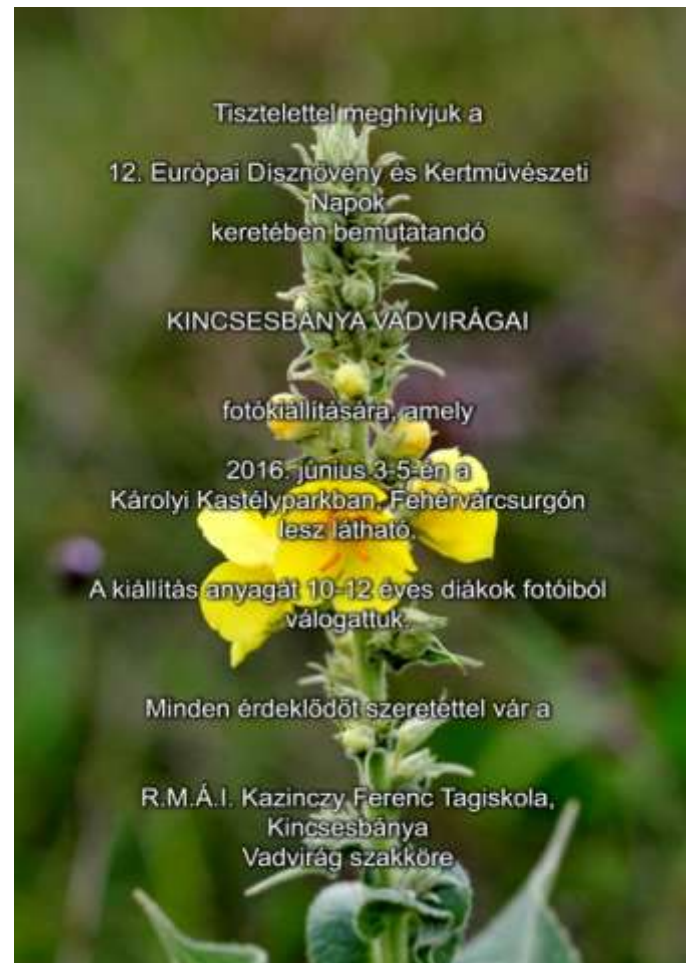 Tisztelettel meghívjuk a
12. Európai Dísznövény és Kertművészeti
Napok
keretében bemutatandó
KINCSESBÁNYA VADVIRÁGAI
fotókiállítására, amely
2016. június 3-5-én a
Károlyi Kastélyparkban, Fehérvárcsurgón
lesz látható.
A kiállítás anyagát 10-12 éves diákok fotóiból
válogattuk.
Minden érdeklődőt szeretettel vár a
R.M.Á.I. Kazinczy Ferenc Tagiskola,
Kincsesbánya
Vadvirág szakköre